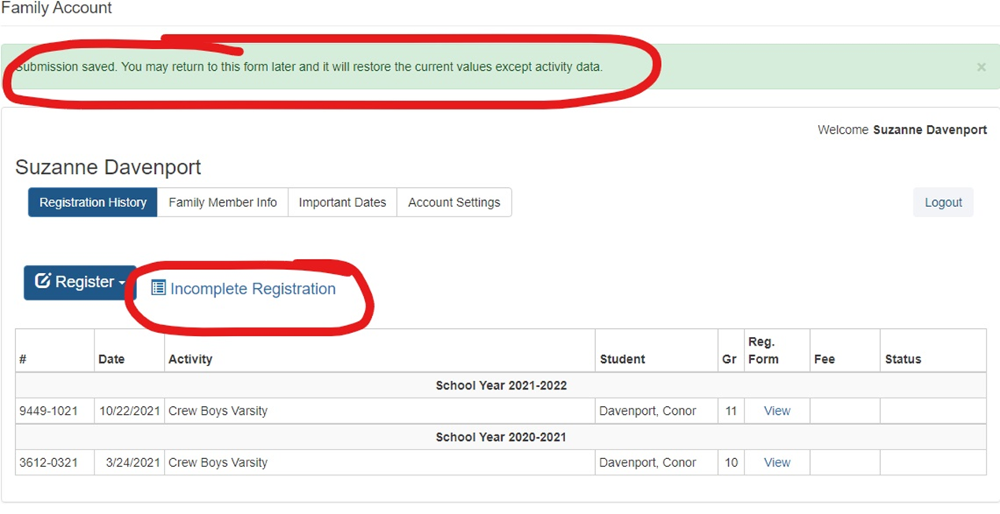 Family Account
Submission saved. You may return to this form later and it will restore the current values except activity data.
×
Welcome Suzanne Davenport
Suzanne Davenport
Registration History Family Member Info Important Dates Account Settings Logout
Register Incomplete Registration
# Date Activity Student Gr Reg. Form Fee Status
School Year 2021-2022
9449-1021 10/22/2021 Crew Boys Varsity Davenport, Conor 11 View
School Year 2020-2021
3612-0321 3/24/2021 Crew Boys Varsity Davenport, Conor 10 View